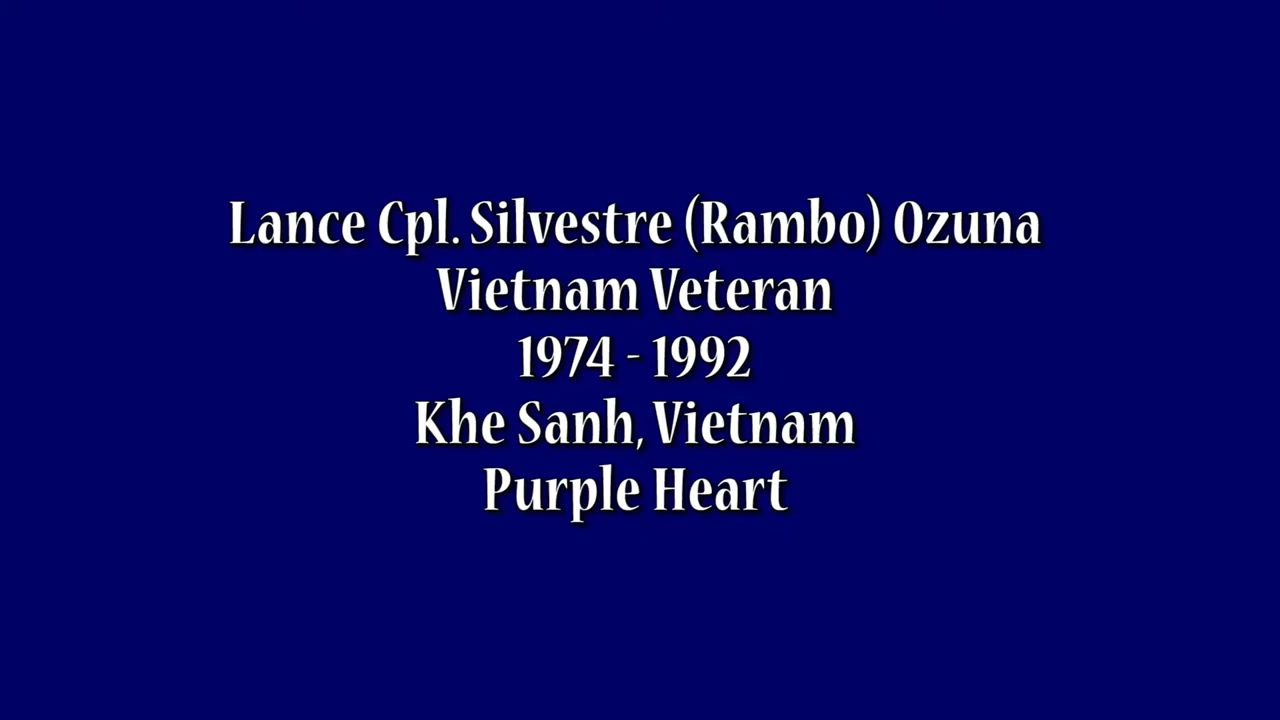 Lance Cpl. Silvestre (Rambo) Ozuna
Vietnam Veteran
1974 - 1992
Khe Sanh, Vietnam
Purple Heart